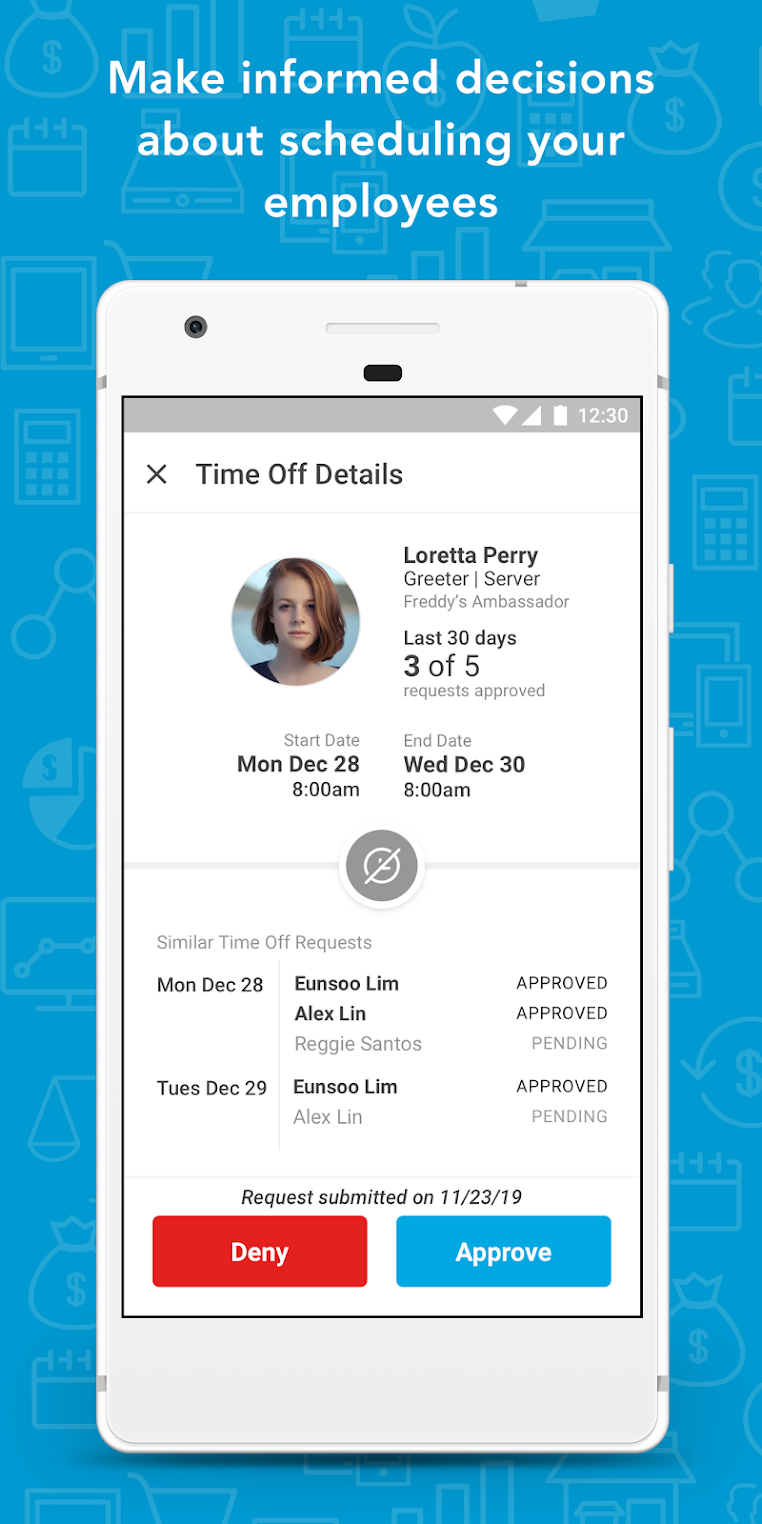 Make informed decisions
about scheduling your
employees
12:30
Time Off Details
Loretta Perry
Greeter | Server
Freddy's Ambassador
Last 30 days
3 of 5
requests approved
Start Date
Mon Dec 28
8:00am
End Date
Wed Dec 30
8:00am
Similar Time Off Requests
Mon Dec 28
Eunsoo Lim APPROVED
Alex Lin APPROVED
Reggie Santos PENDING
Tues Dec 29
Eunsoo Lim APPROVED
Alex Lin PENDING
Request submitted on 11/23/19
Deny
Approve